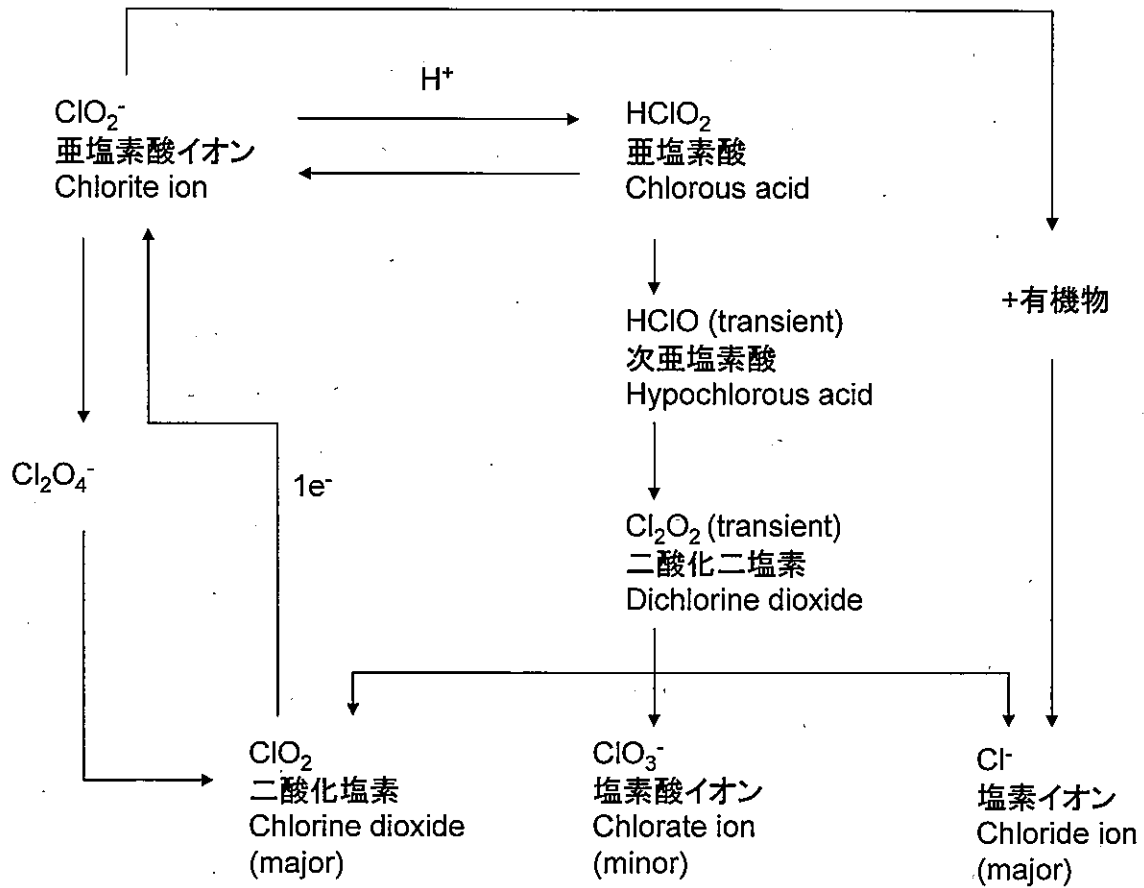 H⁺
ClO₂⁻
亜塩素酸イオン
Chlorite ion
HClO₂
亜塩素酸
Chlorous acid
+有機物
HClO (transient)
次亜塩素酸
Hypochlorous acid
Cl₂O₄⁻
1e⁻
Cl₂O₂ (transient)
二酸化二塩素
Dichlorine dioxide
ClO₂
二酸化塩素
Chlorine dioxide
(major)
ClO₃⁻
塩素酸イオン
Chlorate ion
(minor)
Cl⁻
塩素イオン
Chloride ion
(major)